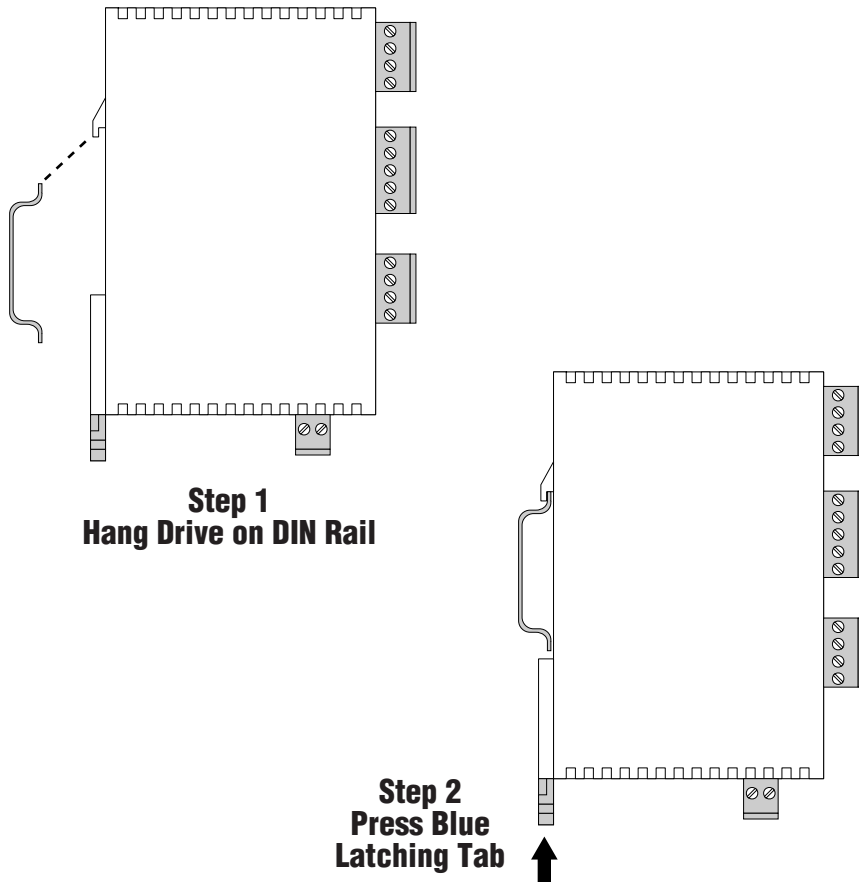 Step 1
Hang Drive on DIN Rail
Step 2
Press Blue
Latching Tab